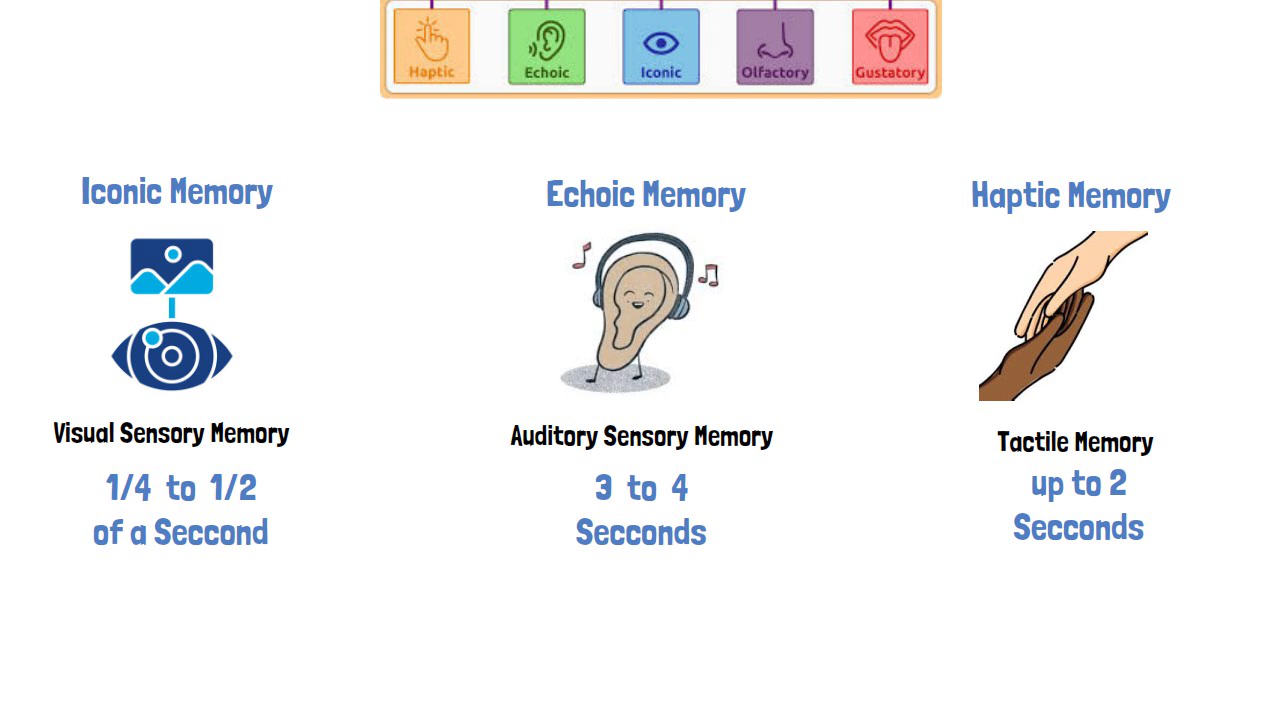 Haptic Echoic Iconic Olfactory Gustatory
Iconic Memory
Visual Sensory Memory
1/4 to 1/2
of a Seccond
Echoic Memory
Auditory Sensory Memory
3 to 4
Secconds
Haptic Memory
Tactile Memory
up to 2
Secconds